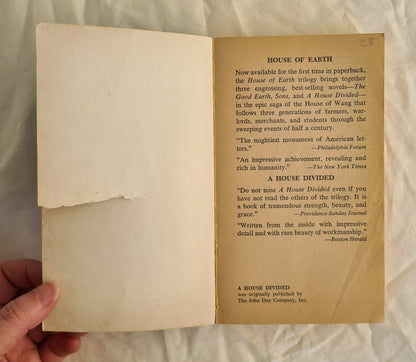 28
HOUSE OF EARTH
Now available for the first time in paperback,
the House of Earth trilogy brings together
three engrossing, best-selling novels—The
Good Earth, Sons, and A House Divided—
in the epic saga of the House of Wang that
follows three generations of farmers, war-
lords, merchants, and students through the
sweeping events of half a century.
"The mightiest monument of American let-
ters."
—Philadelphia Forum
"An impressive achievement, revealing and
rich in humanity."
—The New York Times
A HOUSE DIVIDED
"Do not miss A House Divided even if you
have not read the others of the trilogy. It is
a book of tremendous strength, beauty, and
grace."
—Providence Sunday Journal
"Written from the inside with impressive
detail and with rare beauty of workmanship."
—Boston Herald
A HOUSE DIVIDED
was originally published by
The John Day Company, Inc.